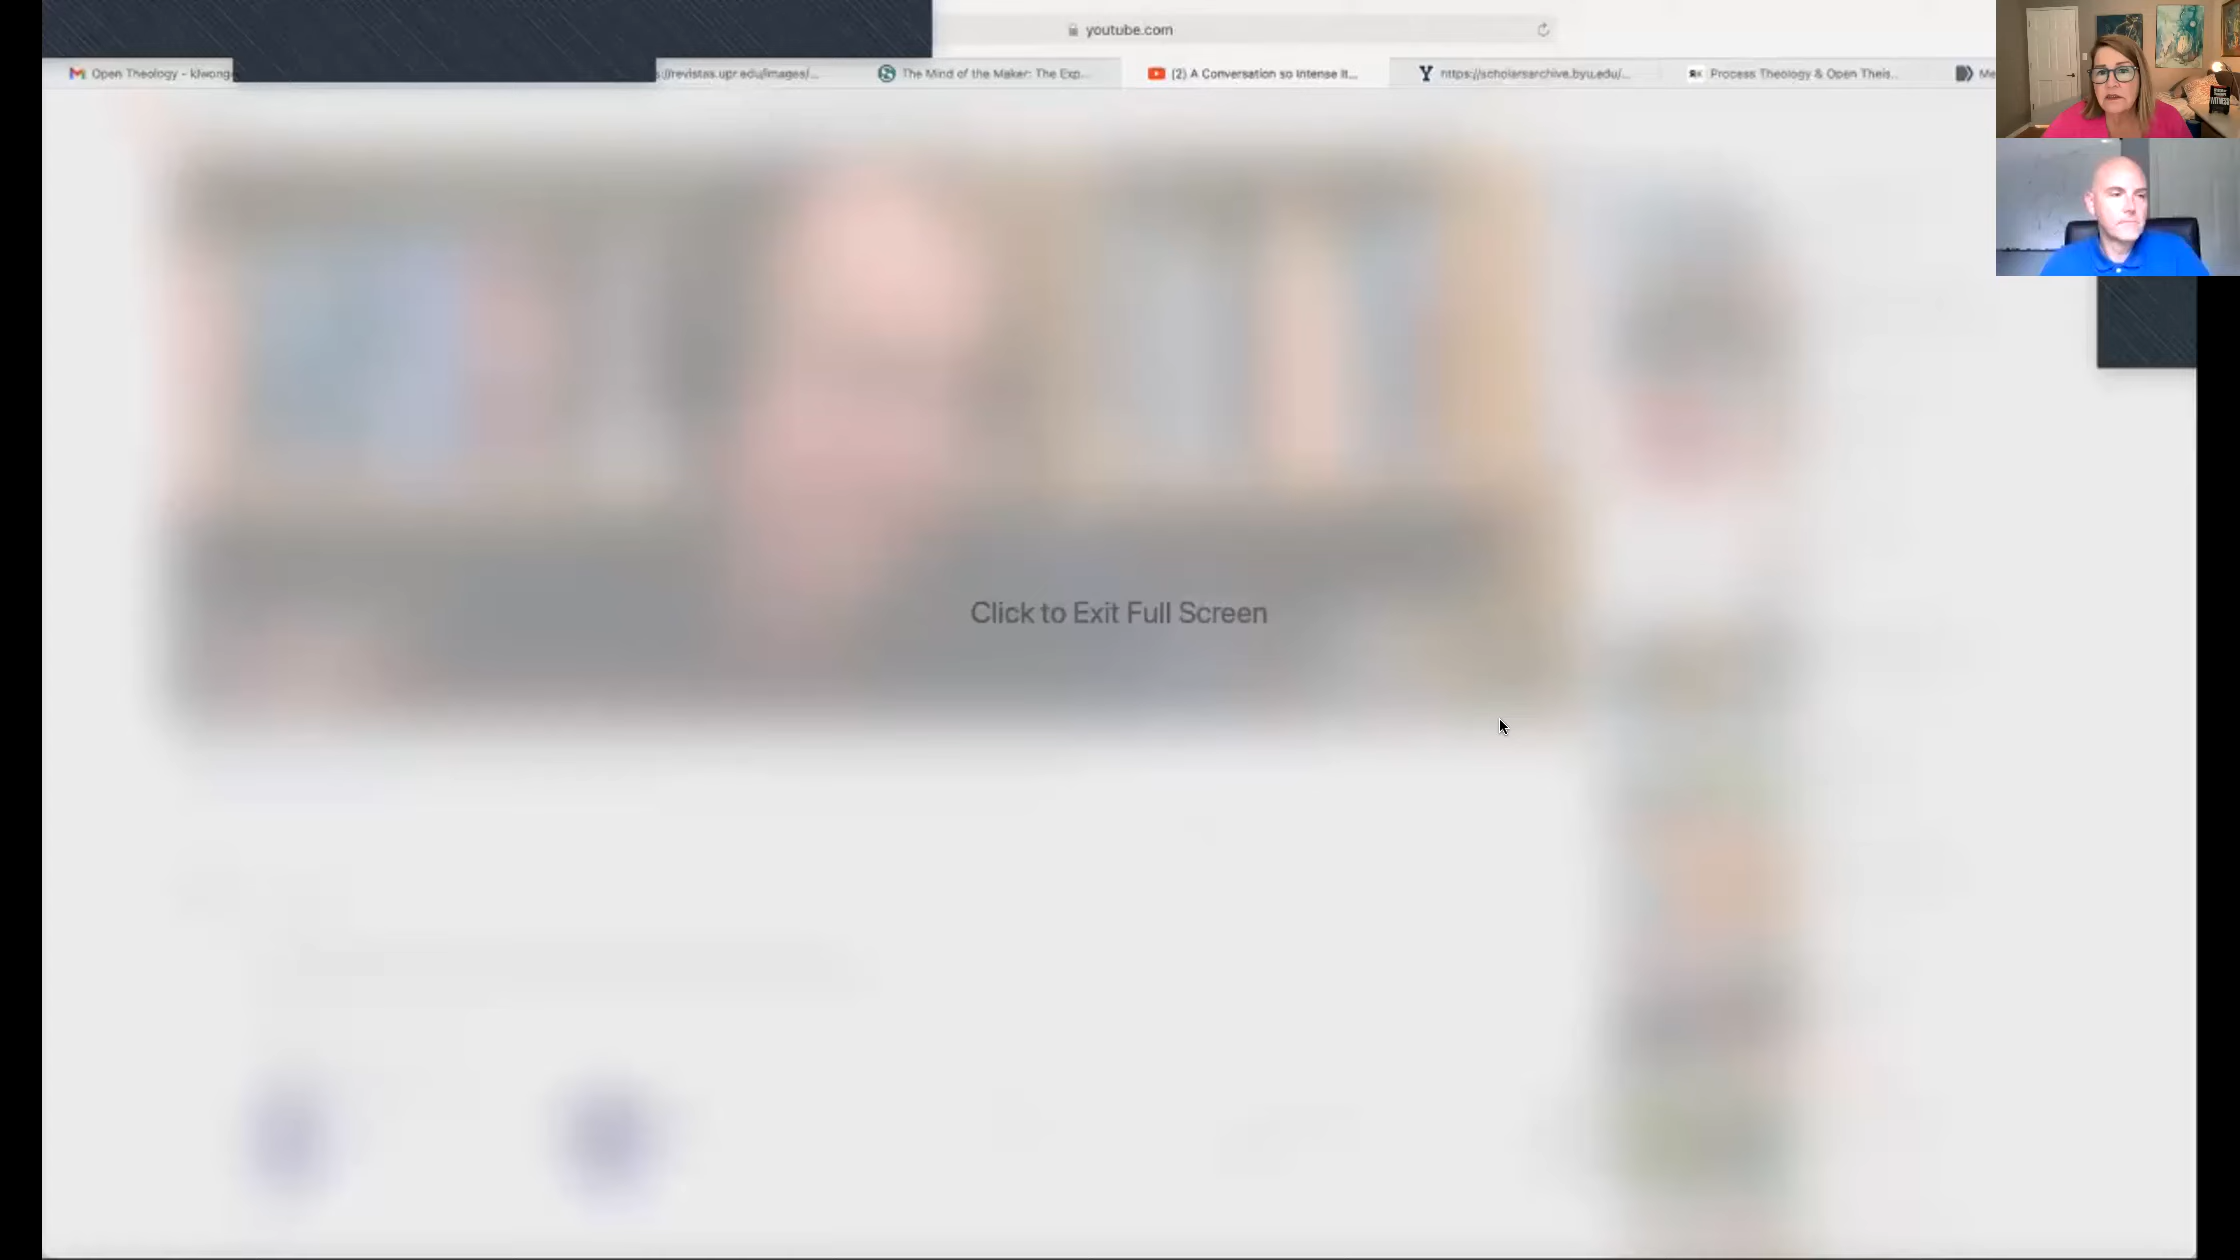 youtube.com
Open Theology - klwong
s://revistas.upr.edu/images/...
The Mind of the Maker: The Exp...
(2) A Conversation so Intense It...
https://scholarsarchive.byu.edu/...
Process Theology & Open Theis...
Me
Click to Exit Full Screen